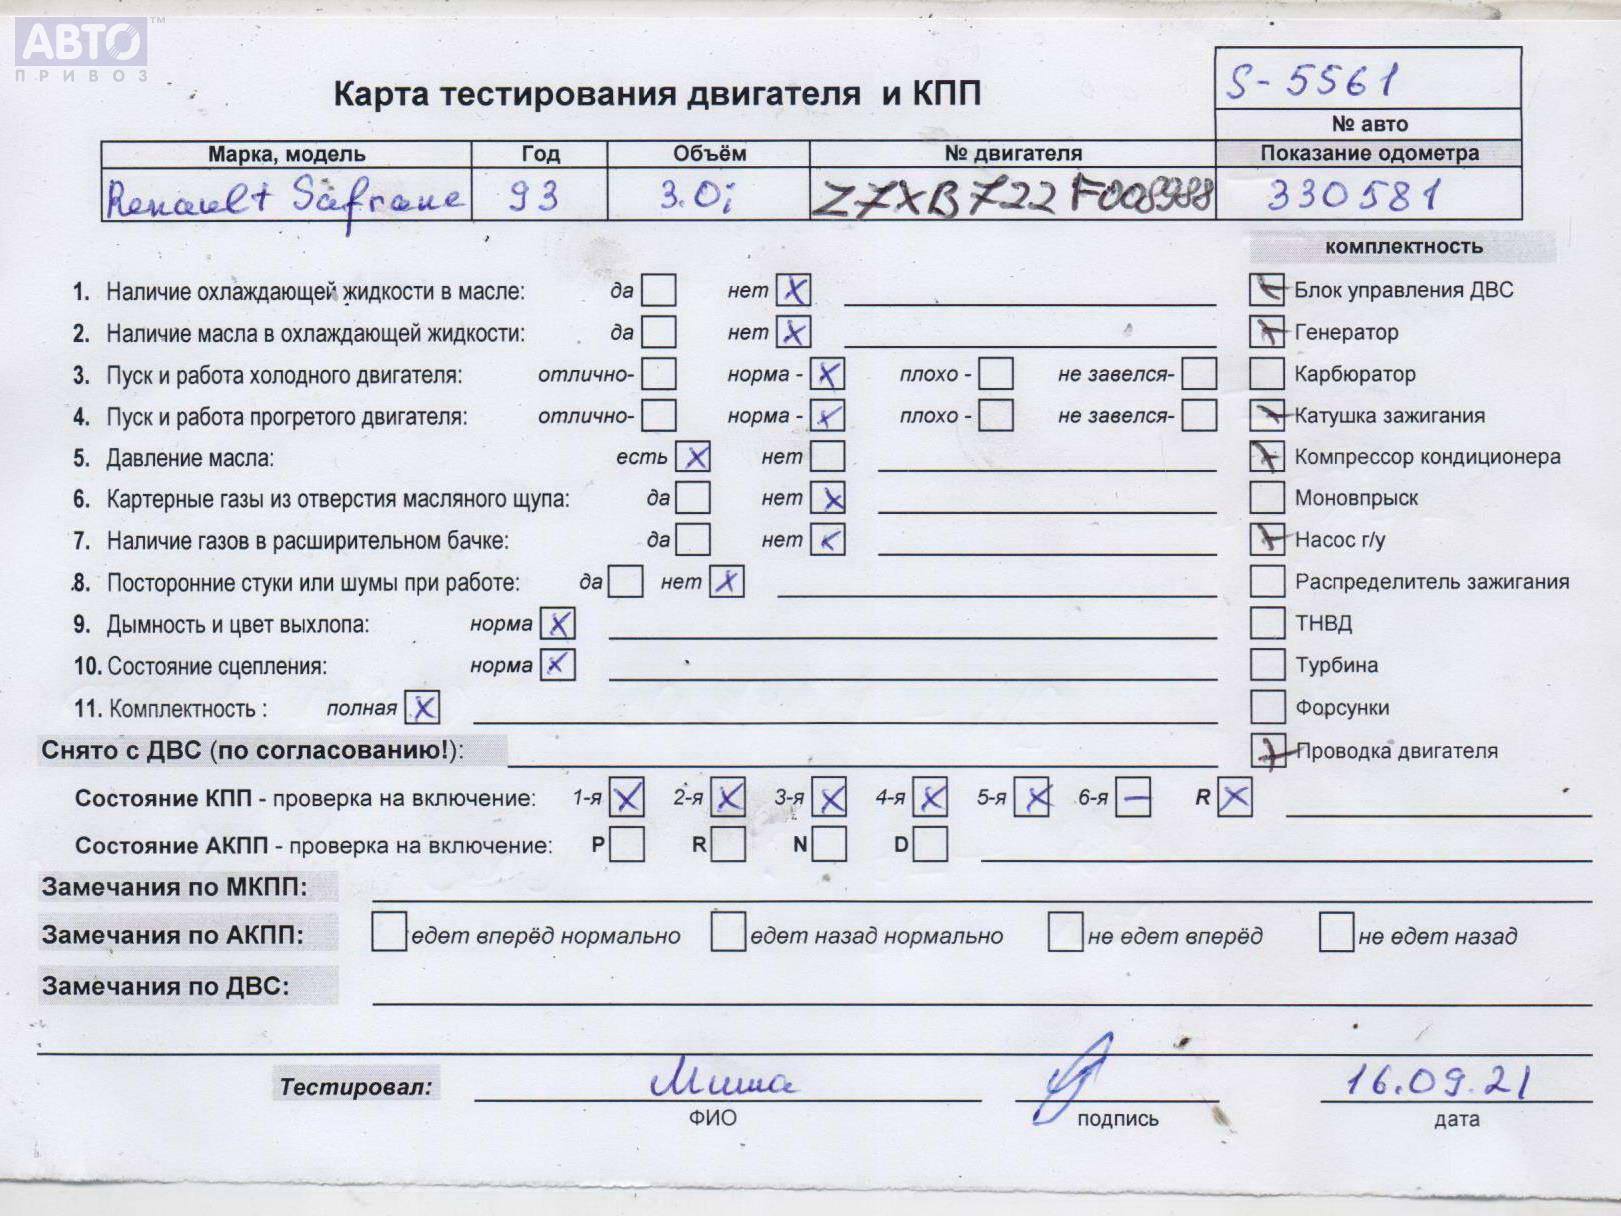 АВТО™
ПРИВОЗ
S-5561
Карта тестирования двигателя и КПП
№ авто
Марка, модель Год Объём № двигателя Показание одометра
Renault Safrane 93 3.0i Z7XB722 330581
комплектность
1. Наличие охлаждающей жидкости в масле: да нет X Блок управления ДВС
2. Наличие масла в охлаждающей жидкости: да нет X Генератор
3. Пуск и работа холодного двигателя: отлично- норма - X плохо - не завелся- Карбюратор
4. Пуск и работа прогретого двигателя: отлично- норма - X плохо - не завелся- Катушка зажигания
5. Давление масла: есть X нет Компрессор кондиционера
6. Картерные газы из отверстия масляного щупа: да нет X Моновпрыск
7. Наличие газов в расширительном бачке: да нет X Насос г/у
8. Посторонние стуки или шумы при работе: да нет X Распределитель зажигания
9. Дымность и цвет выхлопа: норма X ТНВД
10. Состояние сцепления: норма X Турбина
11. Комплектность : полная X Форсунки
Снято с ДВС (по согласованию!): Проводка двигателя
Состояние КПП - проверка на включение: 1-я X 2-я X 3-я X 4-я X 5-я X 6-я – R X
Состояние АКПП - проверка на включение: P R N D
Замечания по МКПП:
Замечания по АКПП: едет вперёд нормально едет назад нормально не едет вперёд не едет назад
Замечания по ДВС:
Тестировал: Миша 16.09.21
ФИО подпись дата